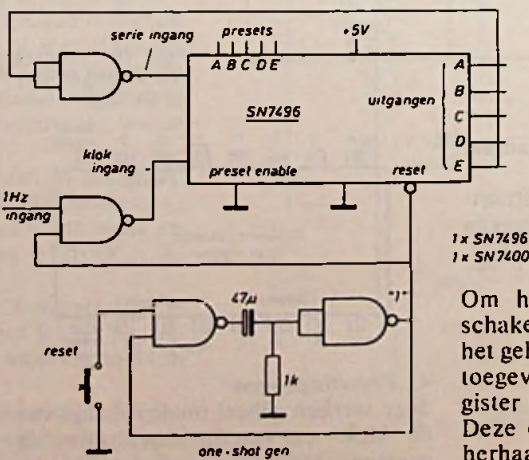 serie ingang
presets
+5V
A B C D E
A
B
C
D
E
uitgangen
SN7496
klok ingang
preset enable
reset
1Hz
ingang
1 x SN7496
1 x SN7400
47µ
"1"
reset
1k
one-shot gen
Om h
schake
het geh
toegev
gister
Deze
herhaa